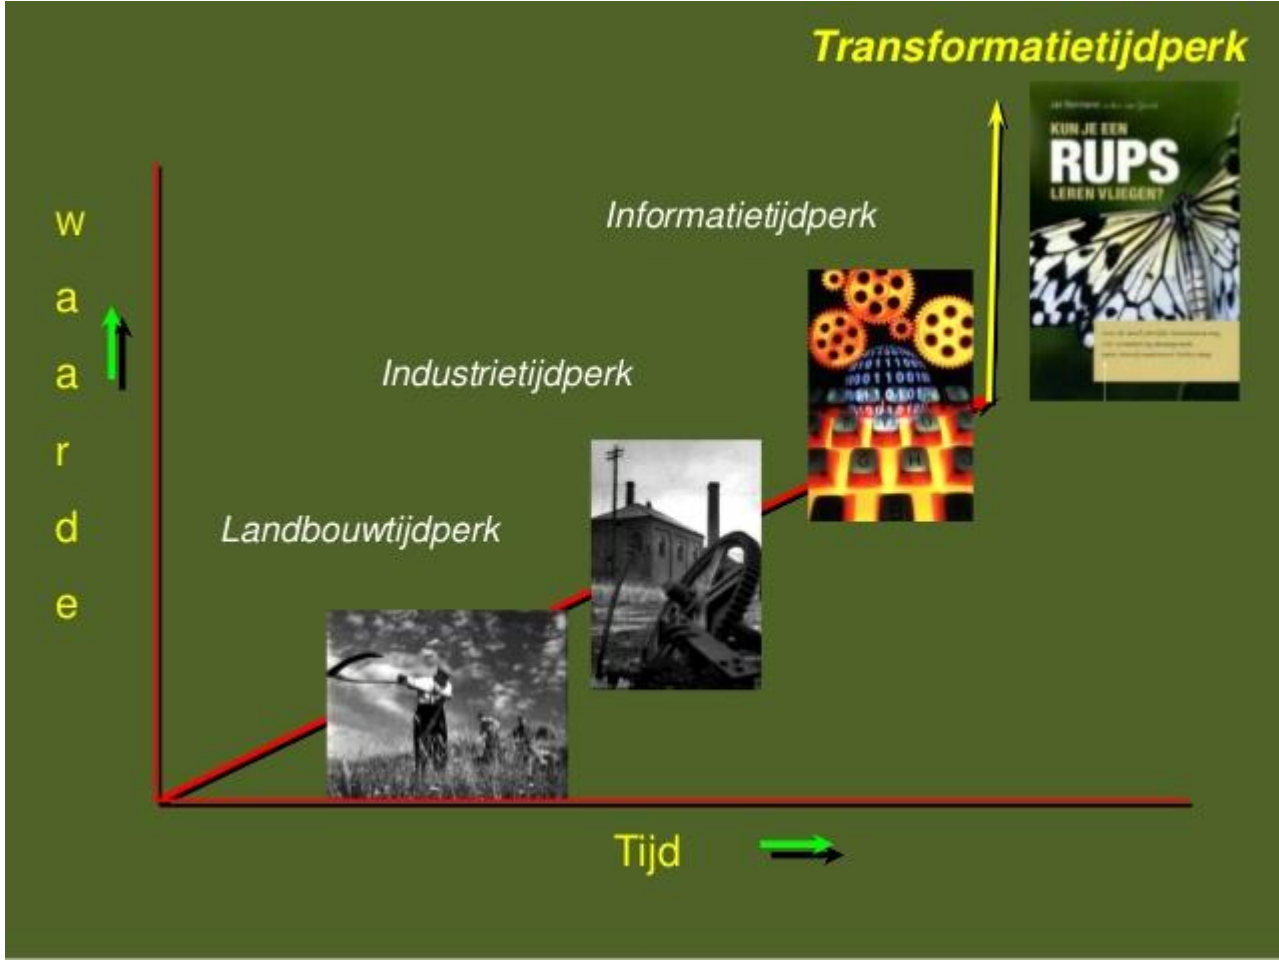 Transformatietijdperk
KUN JE EEN
RUPS
LEREN VLIEGEN?
Informatietijdperk
Industrietijdperk
Landbouwtijdperk
w
a
a
r
d
e
Tijd